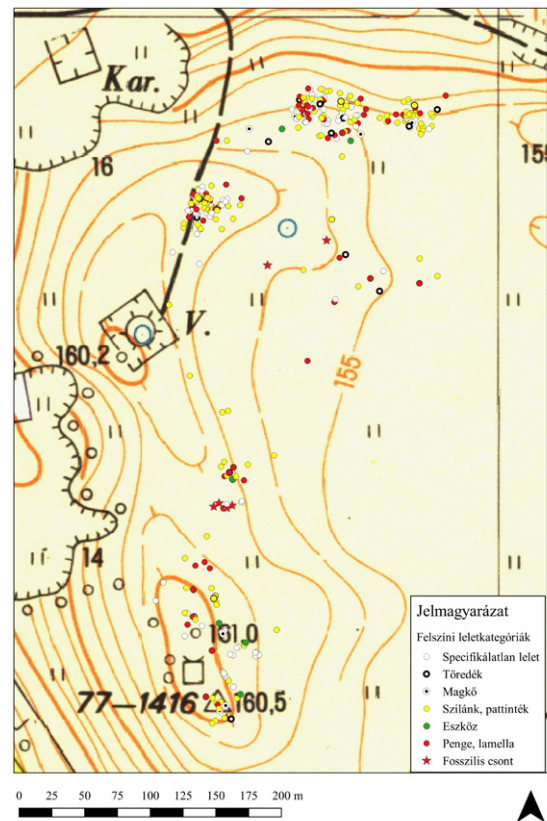 Kar.
16
155
V.
160,2
155
14
161,0
77-1416
160,5
Jelmagyarázat
Felszíni leletkategóriák
Specifikálatlan lelet
Töredék
Magkő
Szilánk, pattinték
Eszköz
Penge, lamella
Fosszilis csont
0 25 50 75 100 125 150 175 200 m